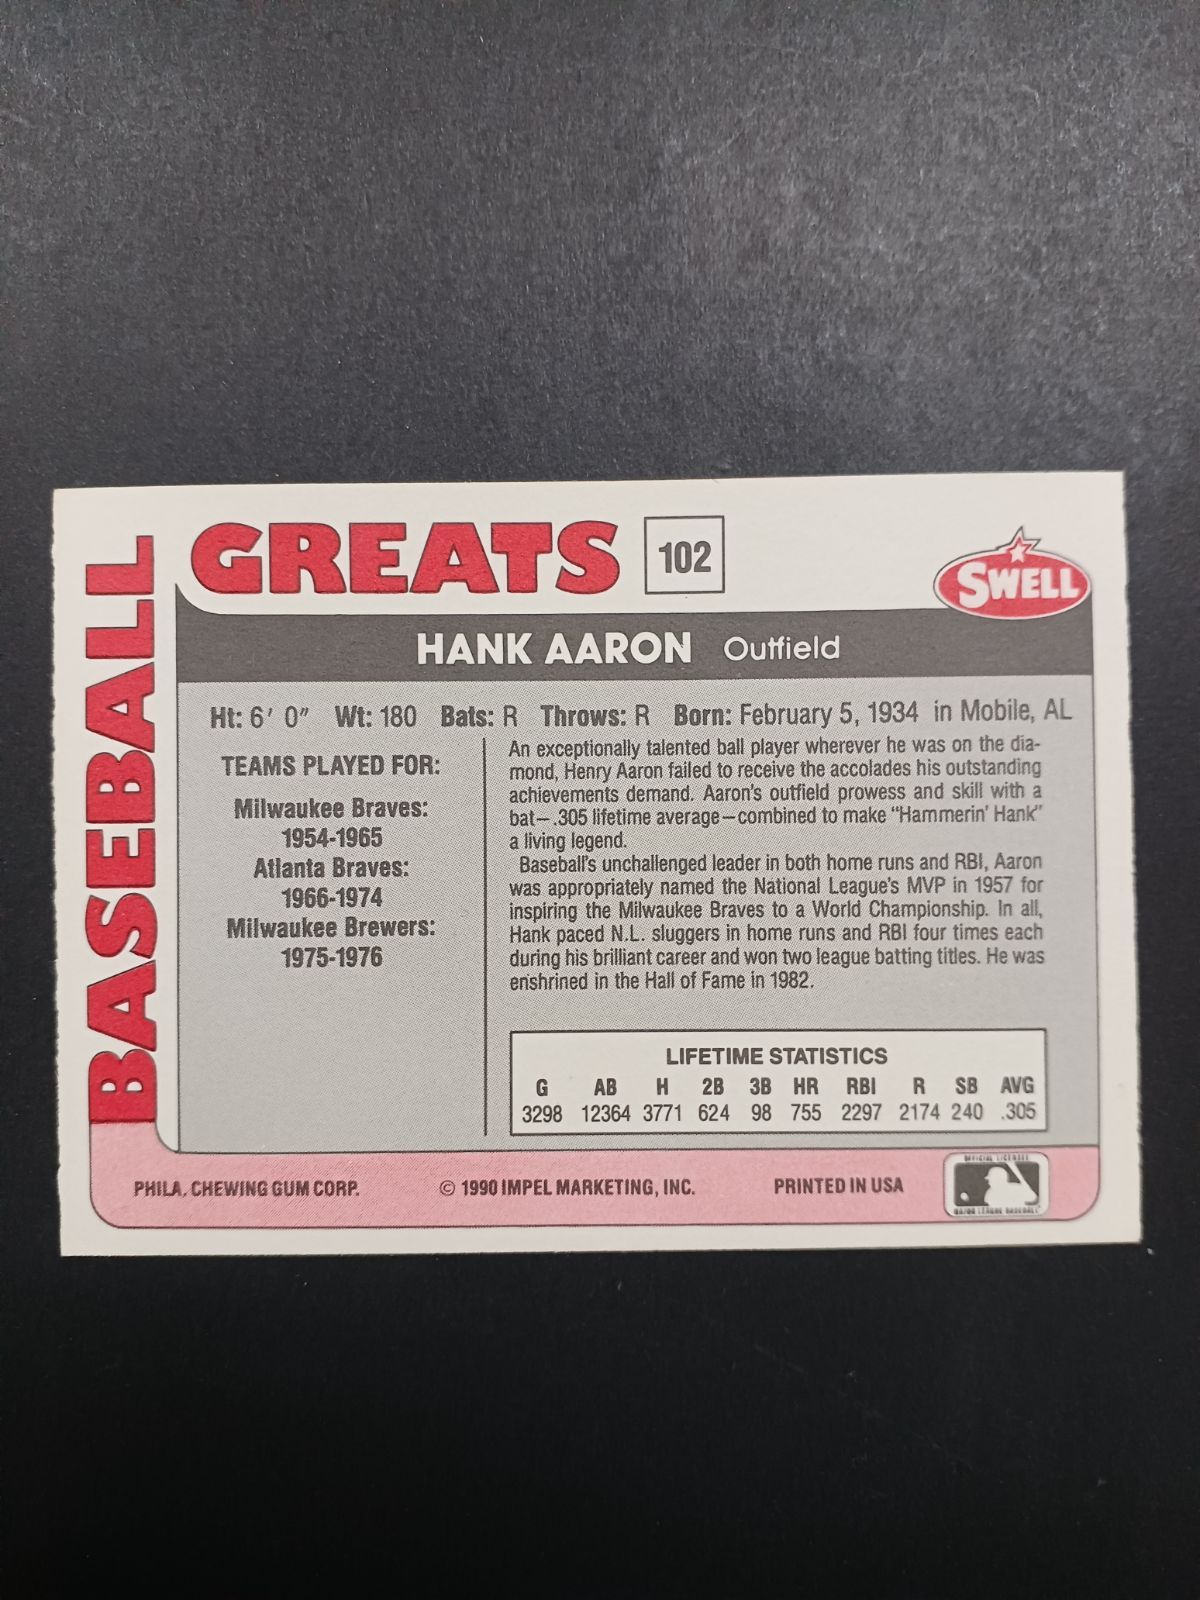 BASEBALL
GREATS
102
SWELL
HANK AARON Outfield
Ht: 6' 0" Wt: 180 Bats: R Throws: R Born: February 5, 1934 in Mobile, AL
TEAMS PLAYED FOR:
Milwaukee Braves:
1954-1965
Atlanta Braves:
1966-1974
Milwaukee Brewers:
1975-1976
An exceptionally talented ball player wherever he was on the dia-
mond, Henry Aaron failed to receive the accolades his outstanding
achievements demand. Aaron's outfield prowess and skill with a
bat—.305 lifetime average—combined to make "Hammerin' Hank"
a living legend.
Baseball's unchallenged leader in both home runs and RBI, Aaron
was appropriately named the National League's MVP in 1957 for
inspiring the Milwaukee Braves to a World Championship. In all,
Hank paced N.L. sluggers in home runs and RBI four times each
during his brilliant career and won two league batting titles. He was
enshrined in the Hall of Fame in 1982.
LIFETIME STATISTICS
G AB H 2B 3B HR RBI R SB AVG
3298 12364 3771 624 98 755 2297 2174 240 .305
PHILA. CHEWING GUM CORP. © 1990 IMPEL MARKETING, INC. PRINTED IN USA
OFFICIAL LICENSEE
MAJOR LEAGUE BASEBALL